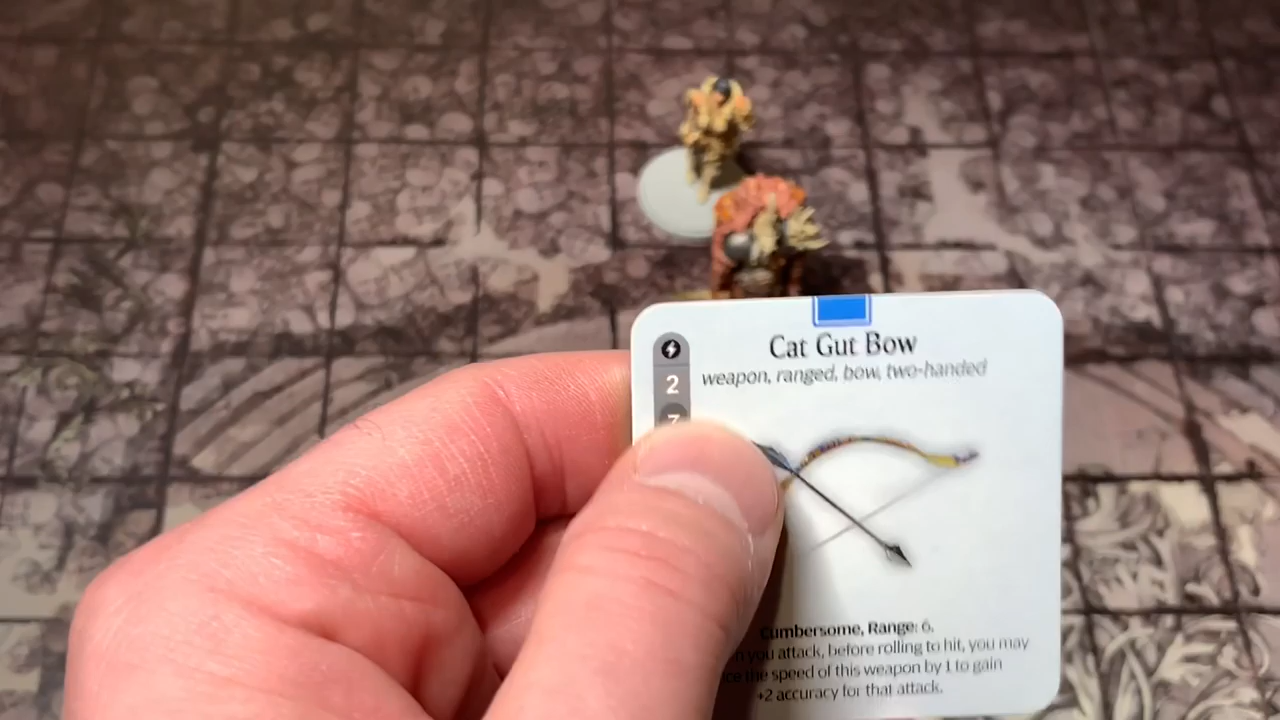 Cat Gut Bow
weapon, ranged, bow, two-handed
2
7
Cumbersome, Range: 6.
you attack, before rolling to hit, you may
the speed of this weapon by 1 to gain
+2 accuracy for that attack.